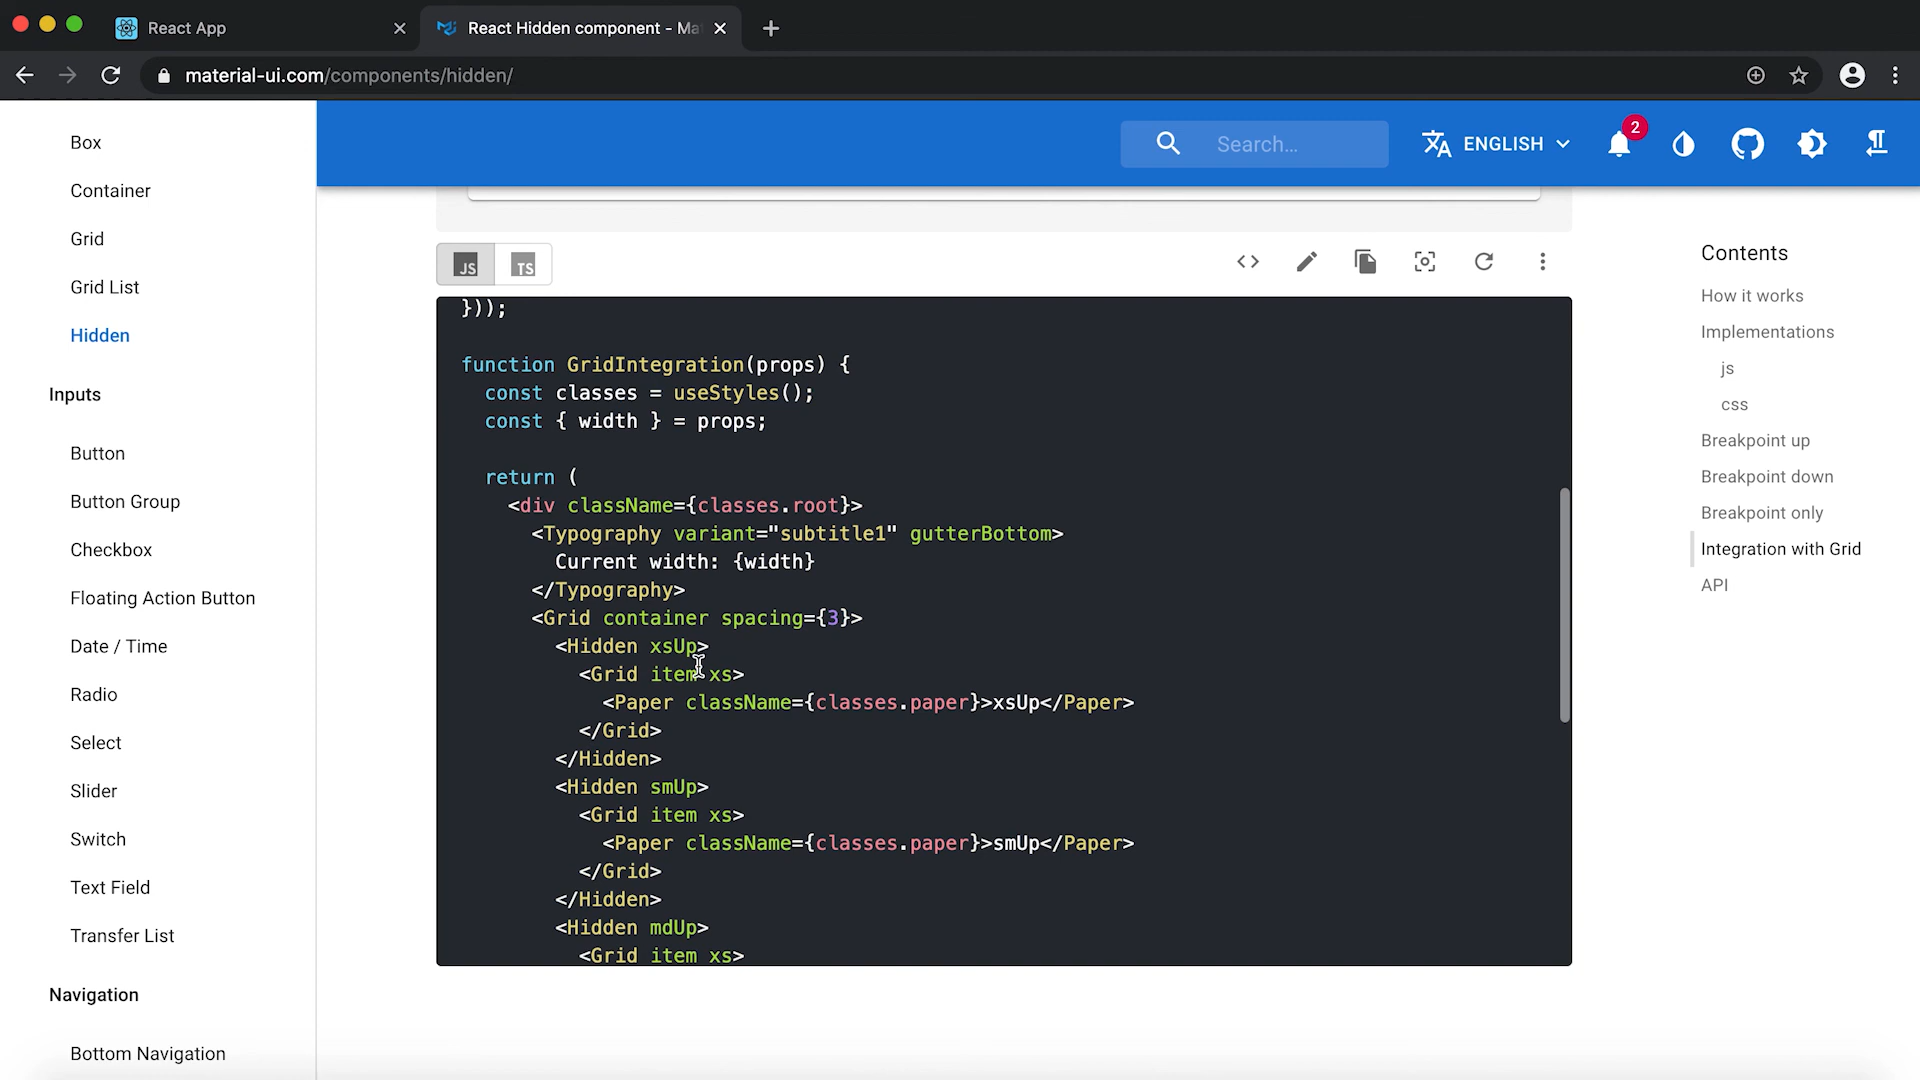 React App
React Hidden component - Ma
material-ui.com/components/hidden/
Box
Container
Grid
Grid List
Hidden
Inputs
Button
Button Group
Checkbox
Floating Action Button
Date / Time
Radio
Select
Slider
Switch
Text Field
Transfer List
Navigation
Bottom Navigation
Search…
ENGLISH
2
JS
TS
}));
function GridIntegration(props) {
const classes = useStyles();
const { width } = props;
return (
<div className={classes.root}>
<Typography variant="subtitle1" gutterBottom>
Current width: {width}
</Typography>
<Grid container spacing={3}>
<Hidden xsUp>
<Grid item xs>
<Paper className={classes.paper}>xsUp</Paper>
</Grid>
</Hidden>
<Hidden smUp>
<Grid item xs>
<Paper className={classes.paper}>smUp</Paper>
</Grid>
</Hidden>
<Hidden mdUp>
<Grid item xs>
Contents
How it works
Implementations
js
css
Breakpoint up
Breakpoint down
Breakpoint only
Integration with Grid
API